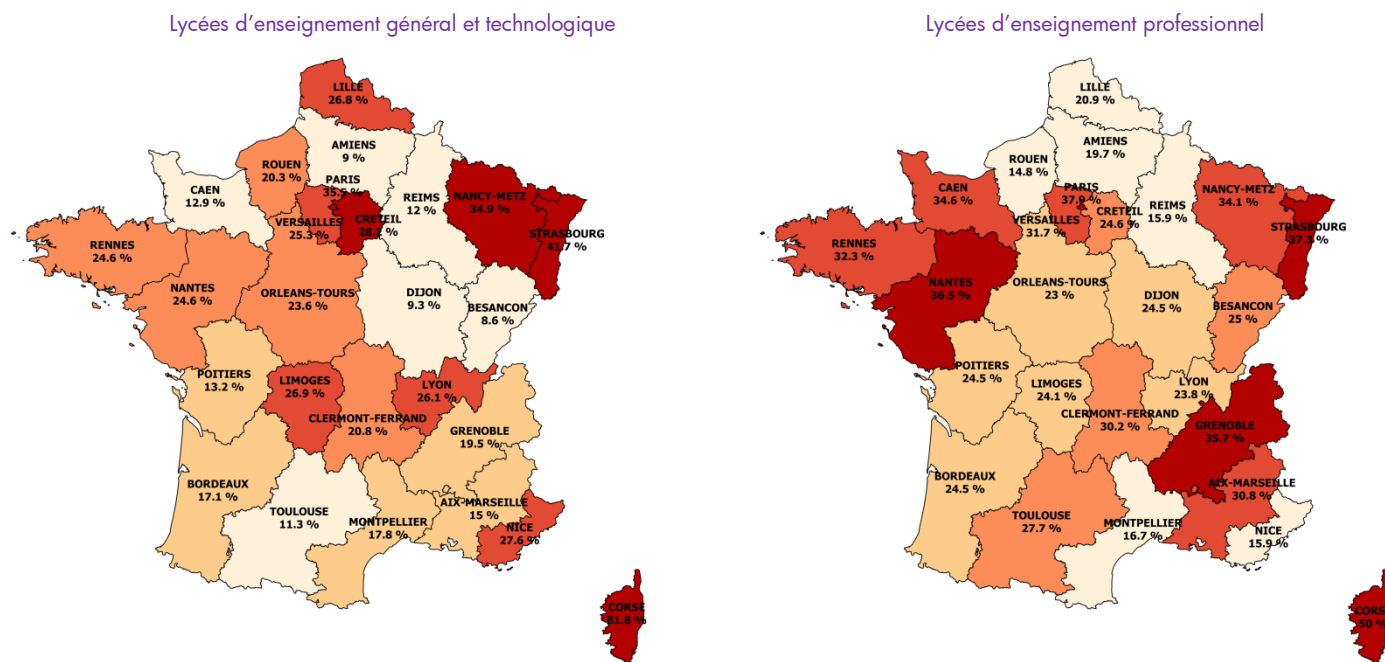 Lycées d’enseignement général et technologique
LILLE
26.8 %
AMIENS
9 %
ROUEN
20.3 %
PARIS
35.5 %
CAEN
12.9 %
REIMS
12 %
NANCY-METZ
34.9 %
VERSAILLES
25.3 %
CRETEIL
28.2 %
STRASBOURG
41.7 %
RENNES
24.6 %
NANTES
24.6 %
ORLEANS-TOURS
23.6 %
DIJON
9.3 %
BESANCON
8.6 %
POITIERS
13.2 %
LIMOGES
26.9 %
LYON
26.1 %
CLERMONT-FERRAND
20.8 %
GRENOBLE
19.5 %
BORDEAUX
17.1 %
TOULOUSE
11.3 %
AIX-MARSEILLE
15 %
MONTPELLIER
17.8 %
NICE
27.6 %
CORSE
81.8 %
Lycées d’enseignement professionnel
LILLE
20.9 %
AMIENS
19.7 %
ROUEN
14.8 %
CAEN
34.6 %
PARIS
37.9 %
REIMS
15.9 %
NANCY-METZ
34.1 %
VERSAILLES
31.7 %
CRETEIL
24.6 %
STRASBOURG
37.3 %
RENNES
32.3 %
NANTES
36.5 %
ORLEANS-TOURS
23 %
DIJON
24.5 %
BESANCON
25 %
POITIERS
24.5 %
LIMOGES
24.1 %
LYON
23.8 %
CLERMONT-FERRAND
30.2 %
GRENOBLE
35.7 %
BORDEAUX
24.5 %
AIX-MARSEILLE
30.8 %
TOULOUSE
27.7 %
MONTPELLIER
16.7 %
NICE
15.9 %
CORSE
50 %